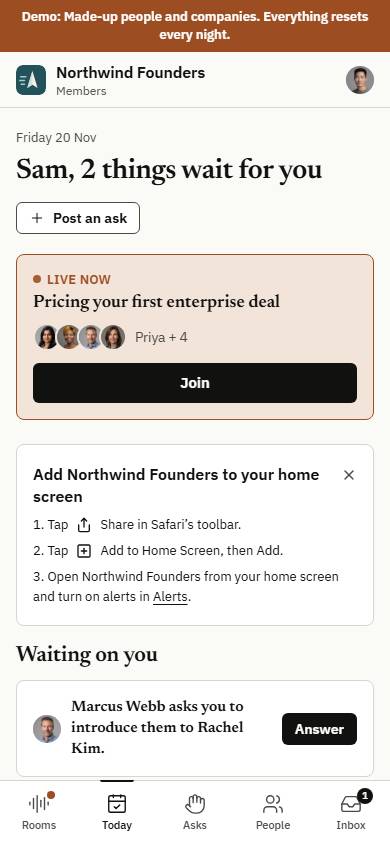 Demo: Made-up people and companies. Everything resets
every night.
Northwind Founders
Members
Friday 20 Nov
Sam, 2 things wait for you
Post an ask
LIVE NOW
Pricing your first enterprise deal
Priya + 4
Join
Add Northwind Founders to your home
screen
1. Tap Share in Safari’s toolbar.
2. Tap Add to Home Screen, then Add.
3. Open Northwind Founders from your home screen
and turn on alerts in Alerts.
Waiting on you
Marcus Webb asks you to
introduce them to Rachel
Kim.
Answer
1
Rooms Today Asks People Inbox